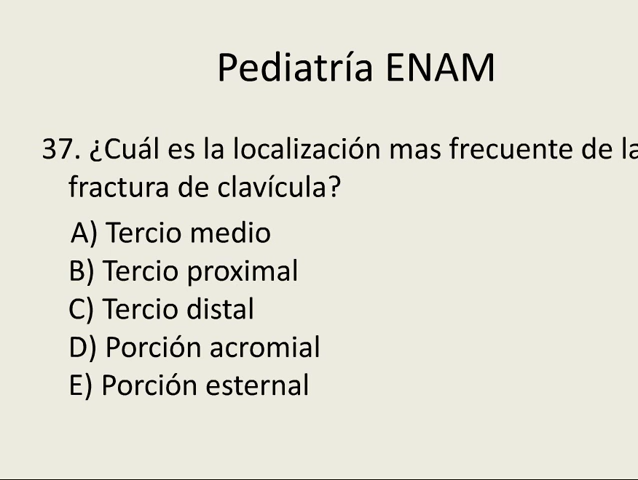 Pediatría ENAM
37. ¿Cuál es la localización mas frecuente de la
fractura de clavícula?
A) Tercio medio
B) Tercio proximal
C) Tercio distal
D) Porción acromial
E) Porción esternal